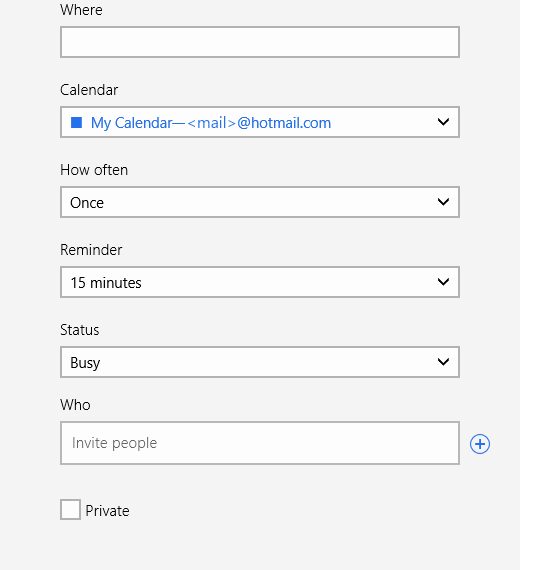 Where
Calendar
My Calendar—<mail>@hotmail.com
How often
Once
Reminder
15 minutes
Status
Busy
Who
Invite people
Private